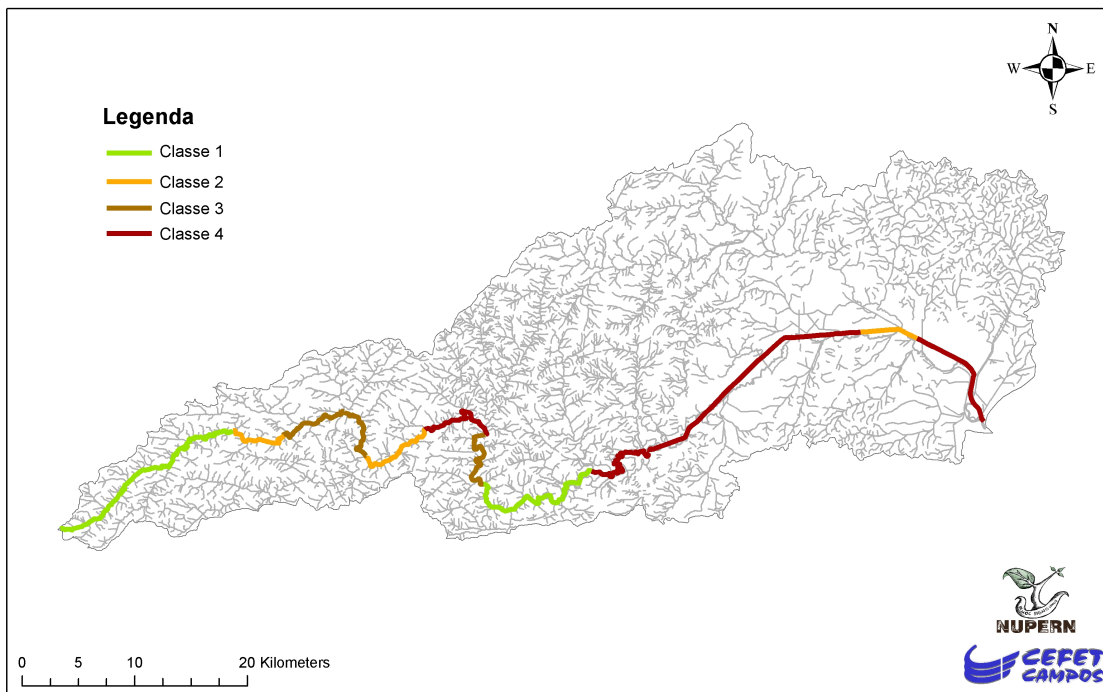 N
W E
S
Legenda
Classe 1
Classe 2
Classe 3
Classe 4
NUPERN
0 5 10 20 Kilometers
CEFET
CAMPOS